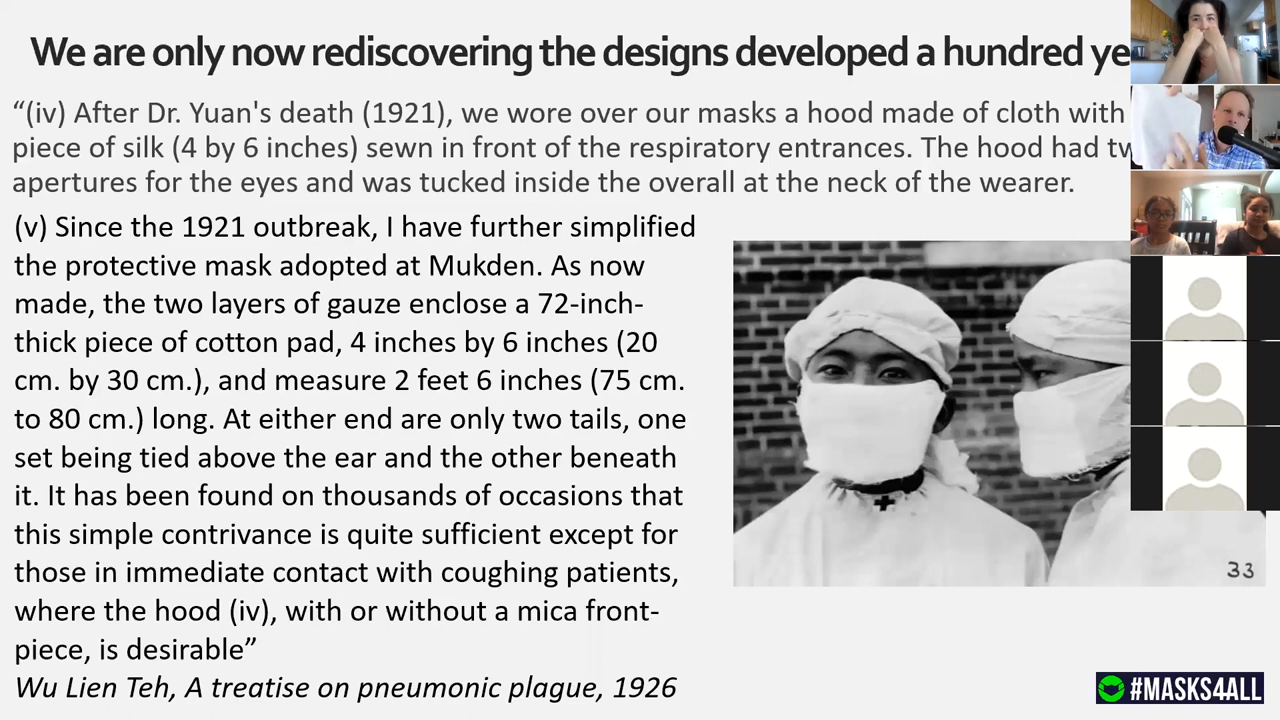 We are only now rediscovering the designs developed a hundred
“(iv) After Dr. Yuan's death (1921), we wore over our masks a hood made of cloth with
piece of silk (4 by 6 inches) sewn in front of the respiratory entrances. The hood had
apertures for the eyes and was tucked inside the overall at the neck of the wearer.
(v) Since the 1921 outbreak, I have further simplified
the protective mask adopted at Mukden. As now
made, the two layers of gauze enclose a 72-inch-
thick piece of cotton pad, 4 inches by 6 inches (20
cm. by 30 cm.), and measure 2 feet 6 inches (75 cm.
to 80 cm.) long. At either end are only two tails, one
set being tied above the ear and the other beneath
it. It has been found on thousands of occasions that
this simple contrivance is quite sufficient except for
those in immediate contact with coughing patients,
where the hood (iv), with or without a mica front-
piece, is desirable”
Wu Lien Teh, A treatise on pneumonic plague, 1926
33
#MASKS4ALL